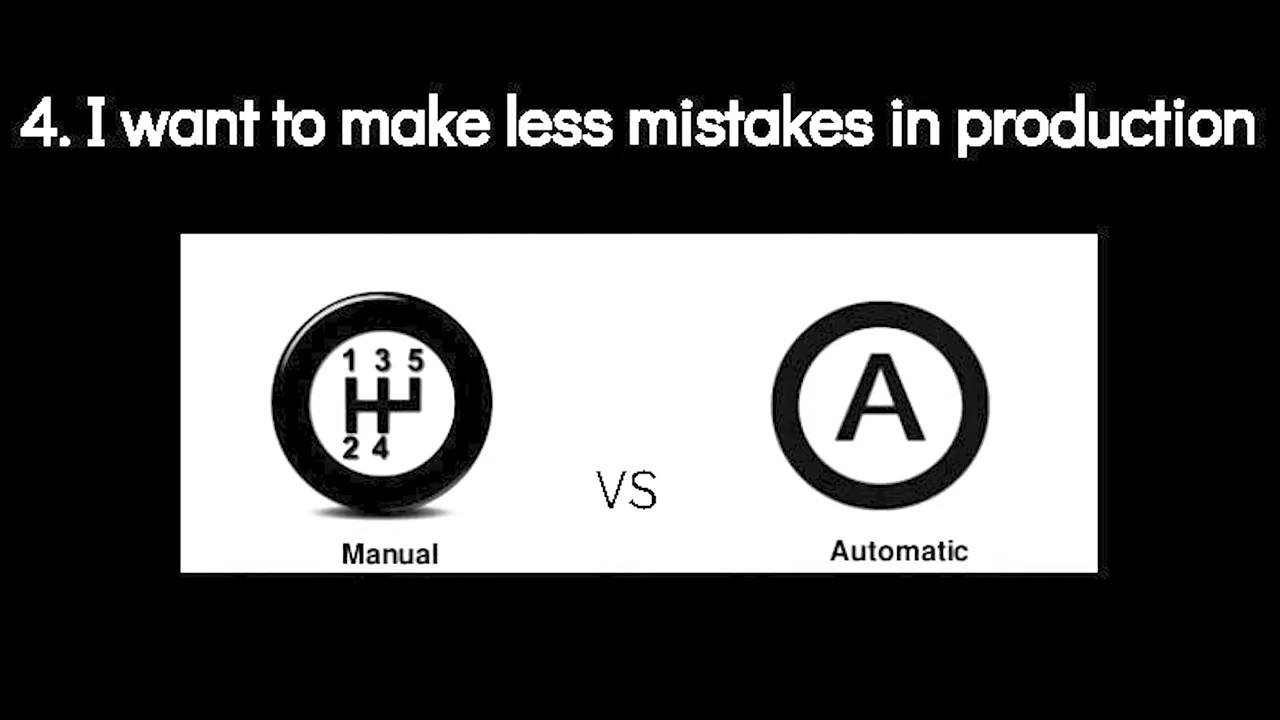 4. I want to make less mistakes in production
1 3 5
2 4
VS
A
Manual
Automatic